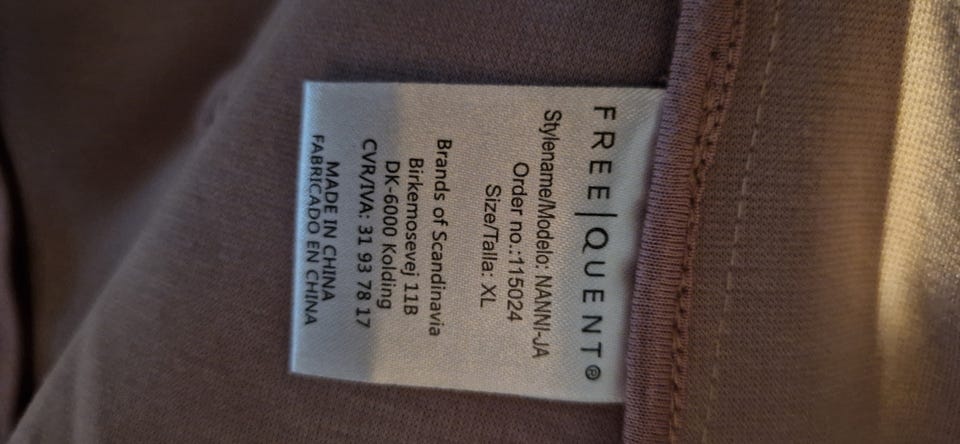 FREE|QUENT®
Stylename/Modelo: NANNI-JA
Order no.:115024
Size/Talla: XL
Brands of Scandinavia
Birkemosevej 11B
DK-6000 Kolding
CVR/IVA: 31 93 78 17
MADE IN CHINA
FABRICADO EN CHINA